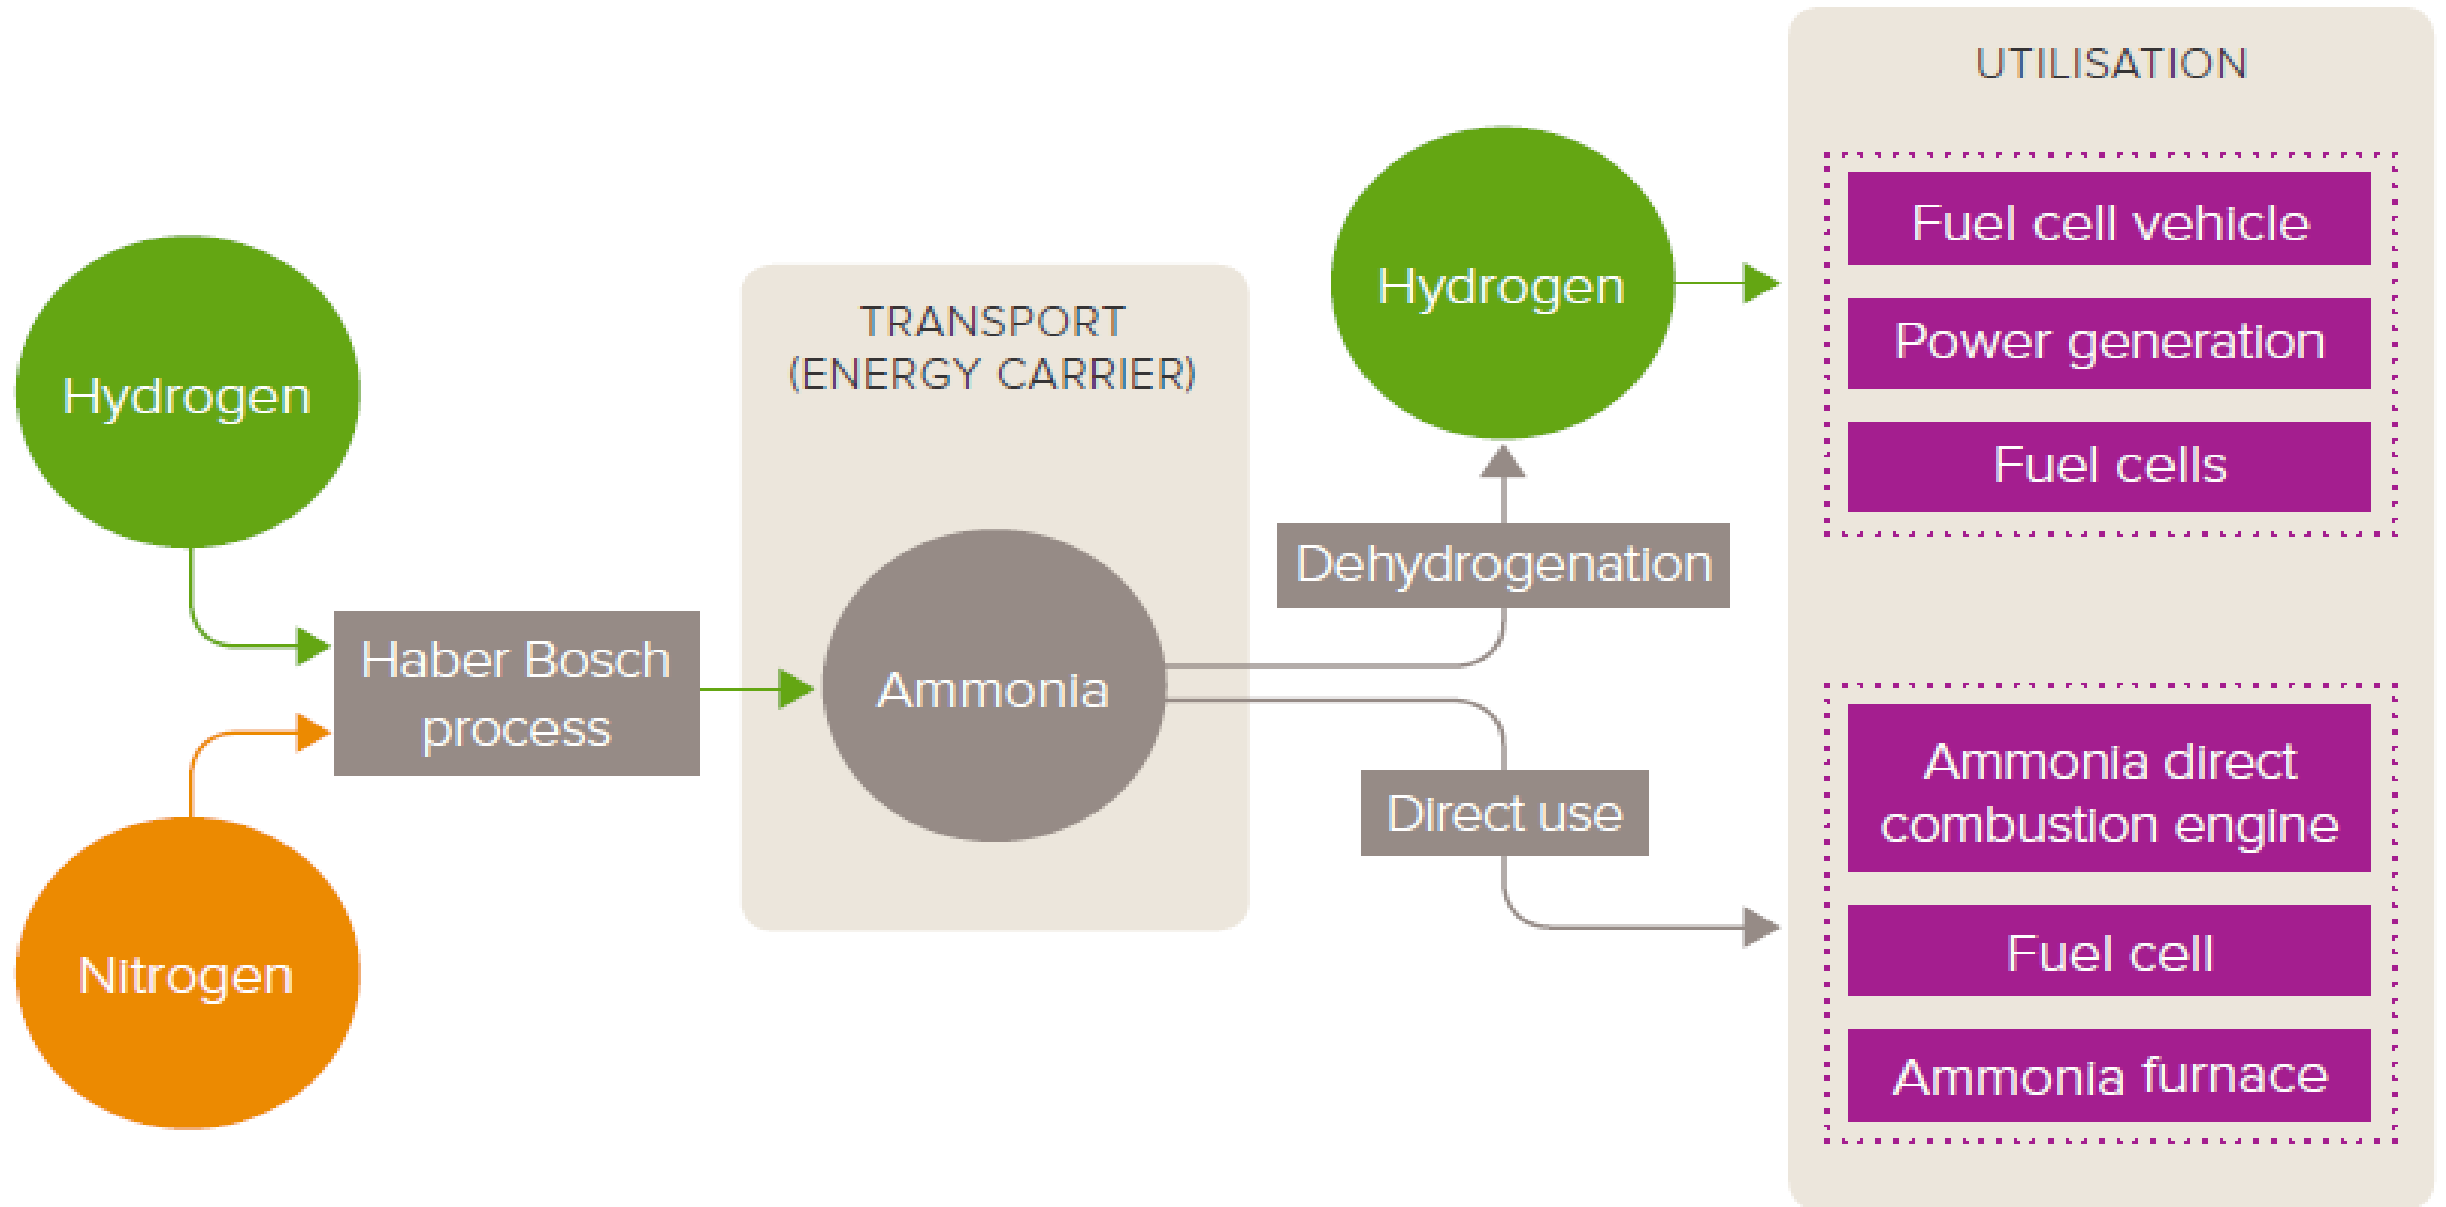 Hydrogen
Nitrogen
Haber Bosch
process
TRANSPORT
(ENERGY CARRIER)
Ammonia
Hydrogen
Dehydrogenation
Direct use
UTILISATION
Fuel cell vehicle
Power generation
Fuel cells
Ammonia direct
combustion engine
Fuel cell
Ammonia furnace